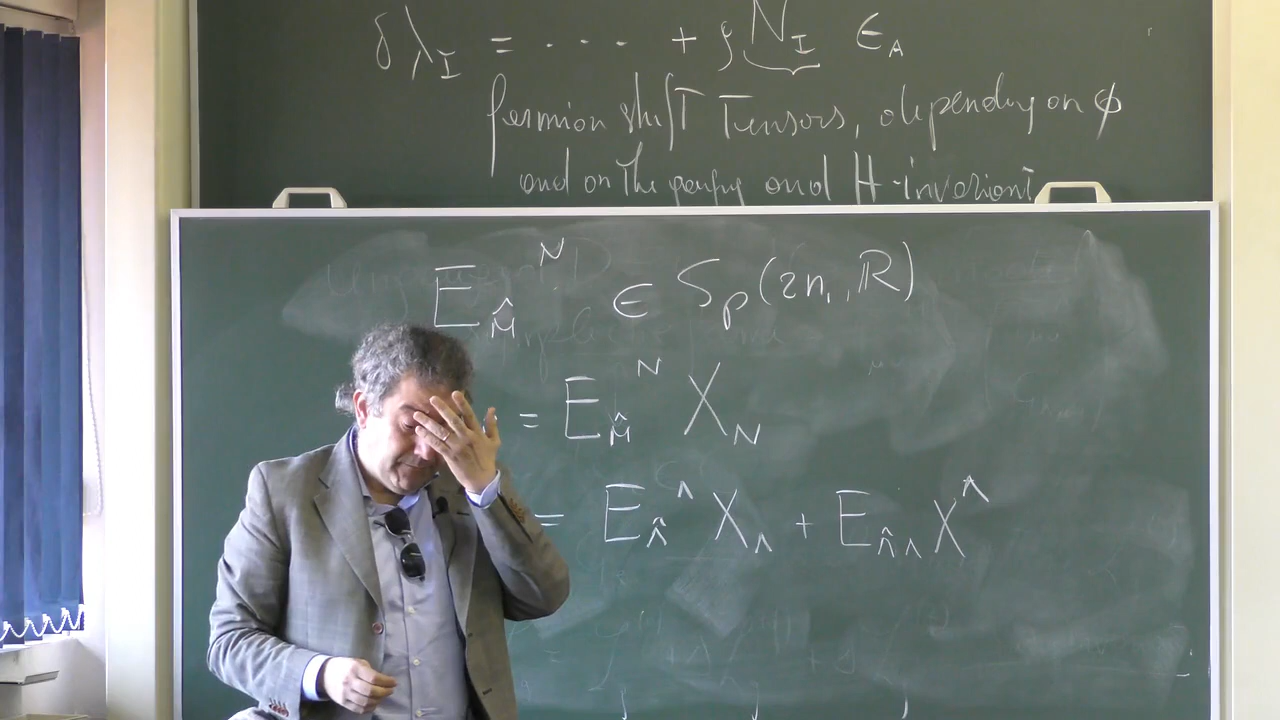 δλ_I = ... + g N_I ϵ_A
fermion shift Tensors, depending on ϕ
and on the and H-invariant
E_M̂^N ∈ Sp(2n, ℝ)
= E_M̂^N X_N
= E_Λ̂^Λ X_Λ + E_Λ̂Λ X^Λ